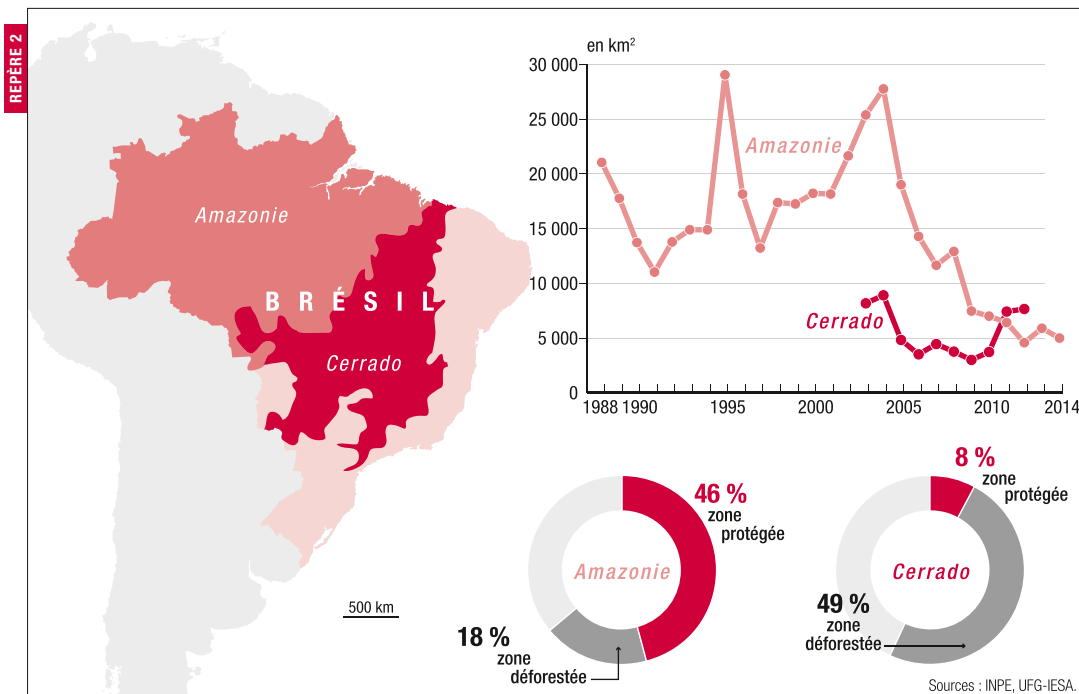 REPÈRE 2
Amazonie
BRÉSIL
Cerrado
500 km
en km²
30 000
25 000
20 000
15 000
10 000
5 000
0
Amazonie
Cerrado
1988 1990 1995 2000 2005 2010 2014
46 %
zone
protégée
Amazonie
18 %
zone
déforestée
8 %
zone
protégée
Cerrado
49 %
zone
déforestée
Sources : INPE, UFG-IESA.